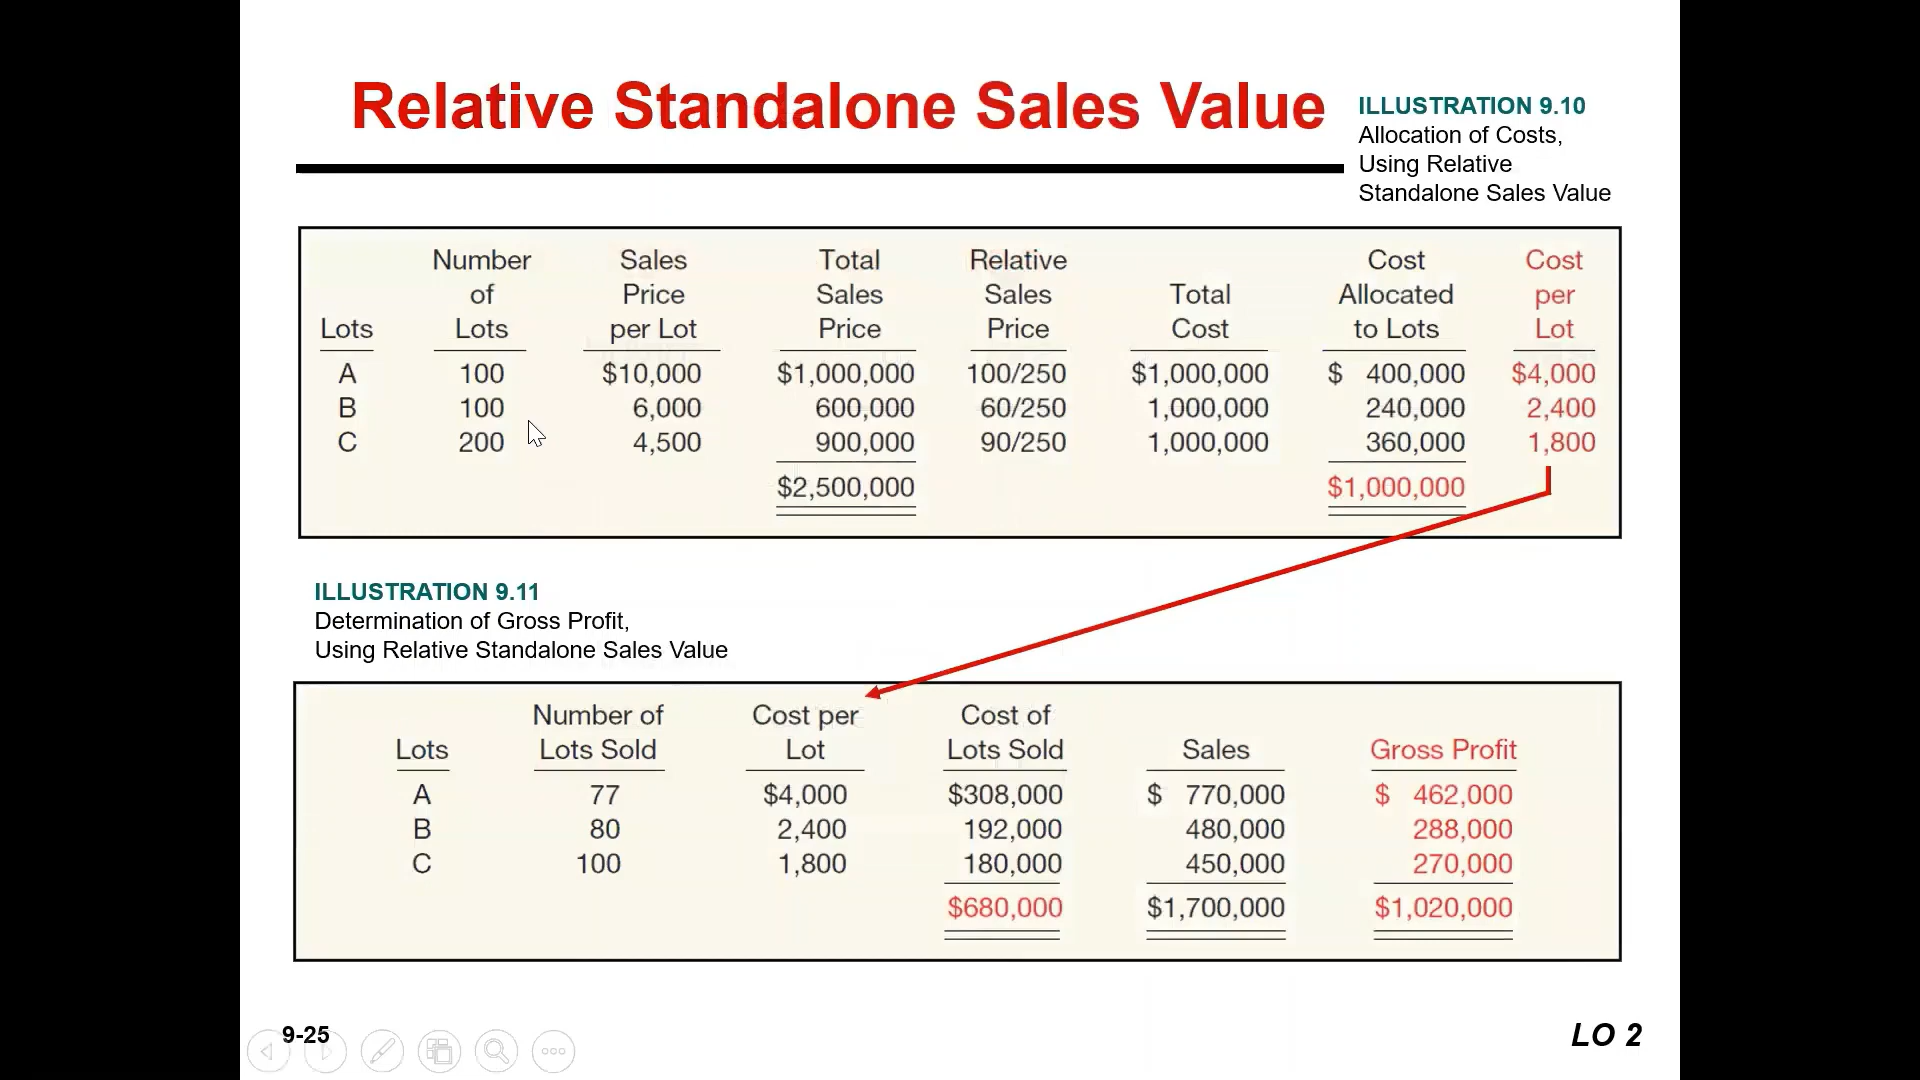 Relative Standalone Sales Value
ILLUSTRATION 9.10
Allocation of Costs,
Using Relative
Standalone Sales Value
Number Sales Total Relative Cost Cost
of Price Sales Sales Total Allocated per
Lots Lots per Lot Price Price Cost to Lots Lot
A 100 $10,000 $1,000,000 100/250 $1,000,000 $ 400,000 $4,000
B 100 6,000 600,000 60/250 1,000,000 240,000 2,400
C 200 4,500 900,000 90/250 1,000,000 360,000 1,800
$2,500,000 $1,000,000
ILLUSTRATION 9.11
Determination of Gross Profit,
Using Relative Standalone Sales Value
Number of Cost per Cost of
Lots Lots Sold Lot Lots Sold Sales Gross Profit
A 77 $4,000 $308,000 $ 770,000 $ 462,000
B 80 2,400 192,000 480,000 288,000
C 100 1,800 180,000 450,000 270,000
$680,000 $1,700,000 $1,020,000
9-25 LO 2